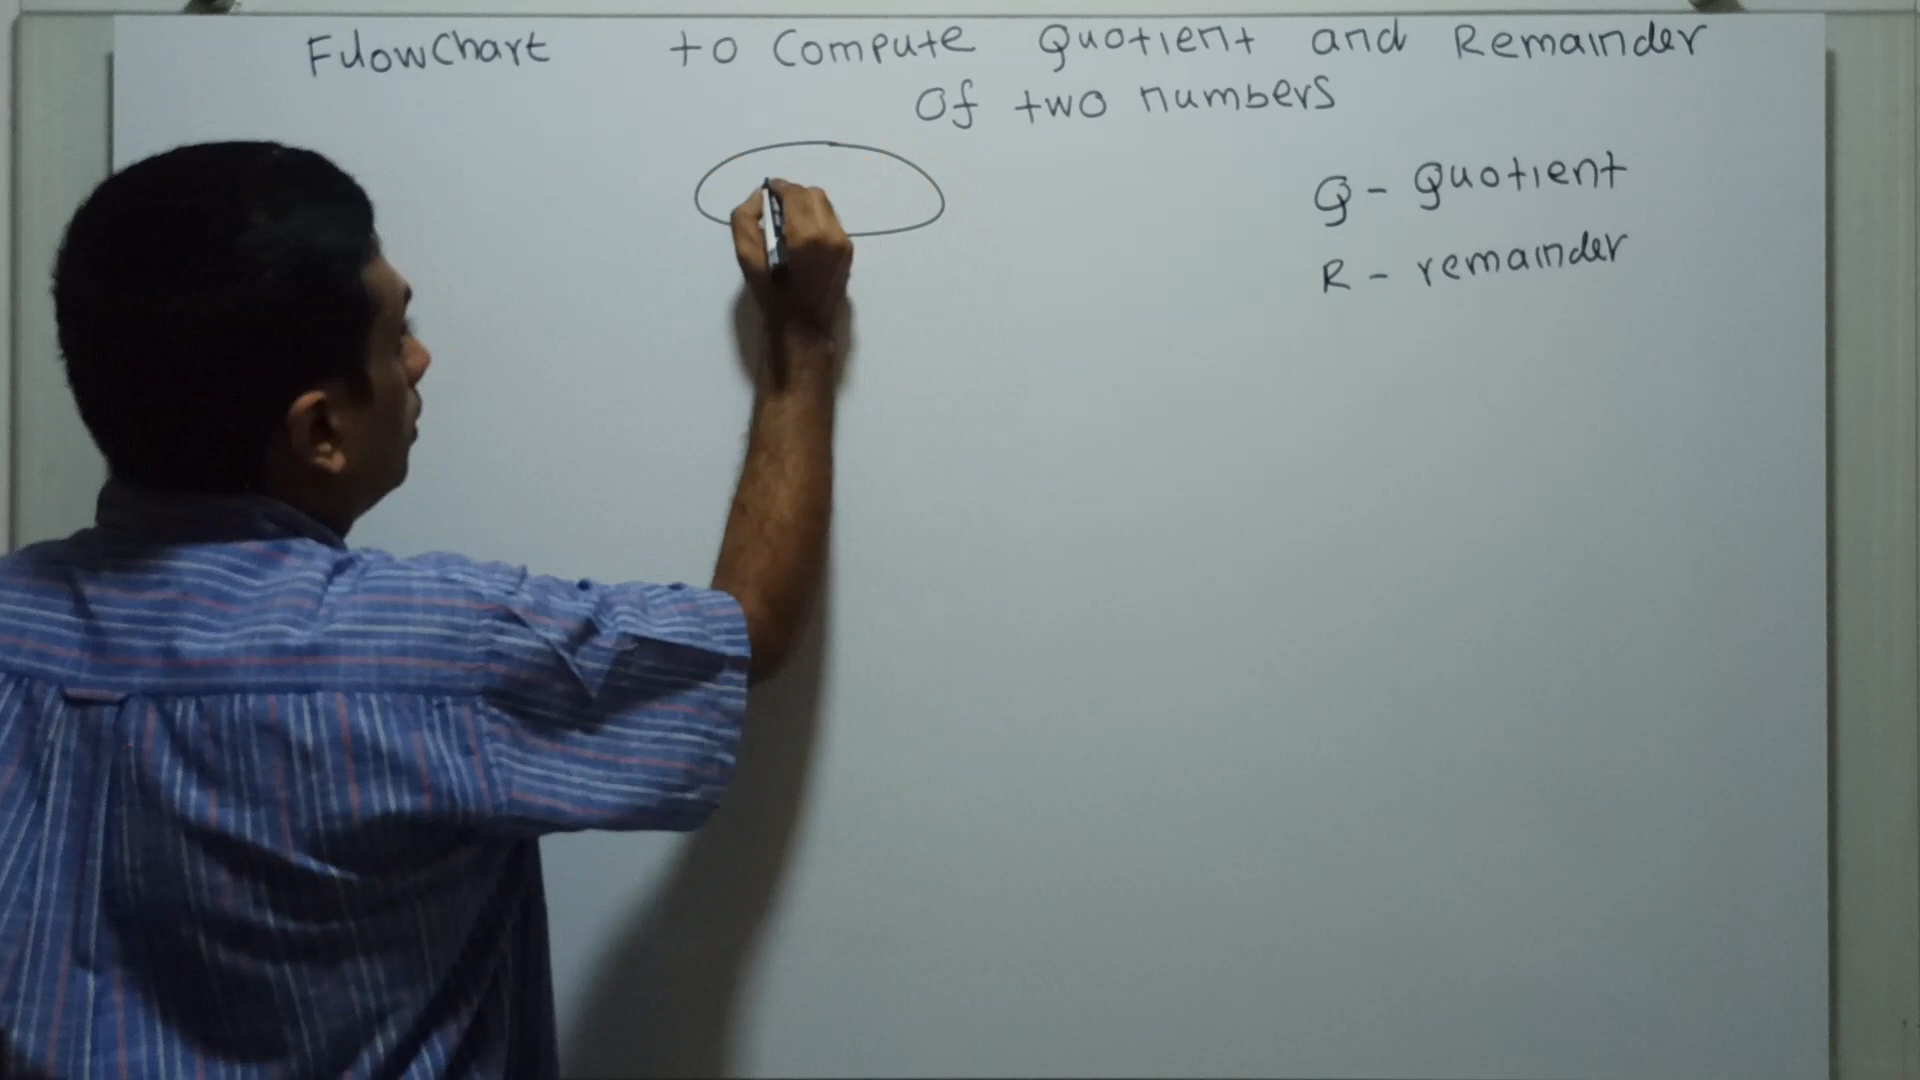 Flowchart to compute Quotient and Remainder
Of two numbers
Q - Quotient
R - remainder